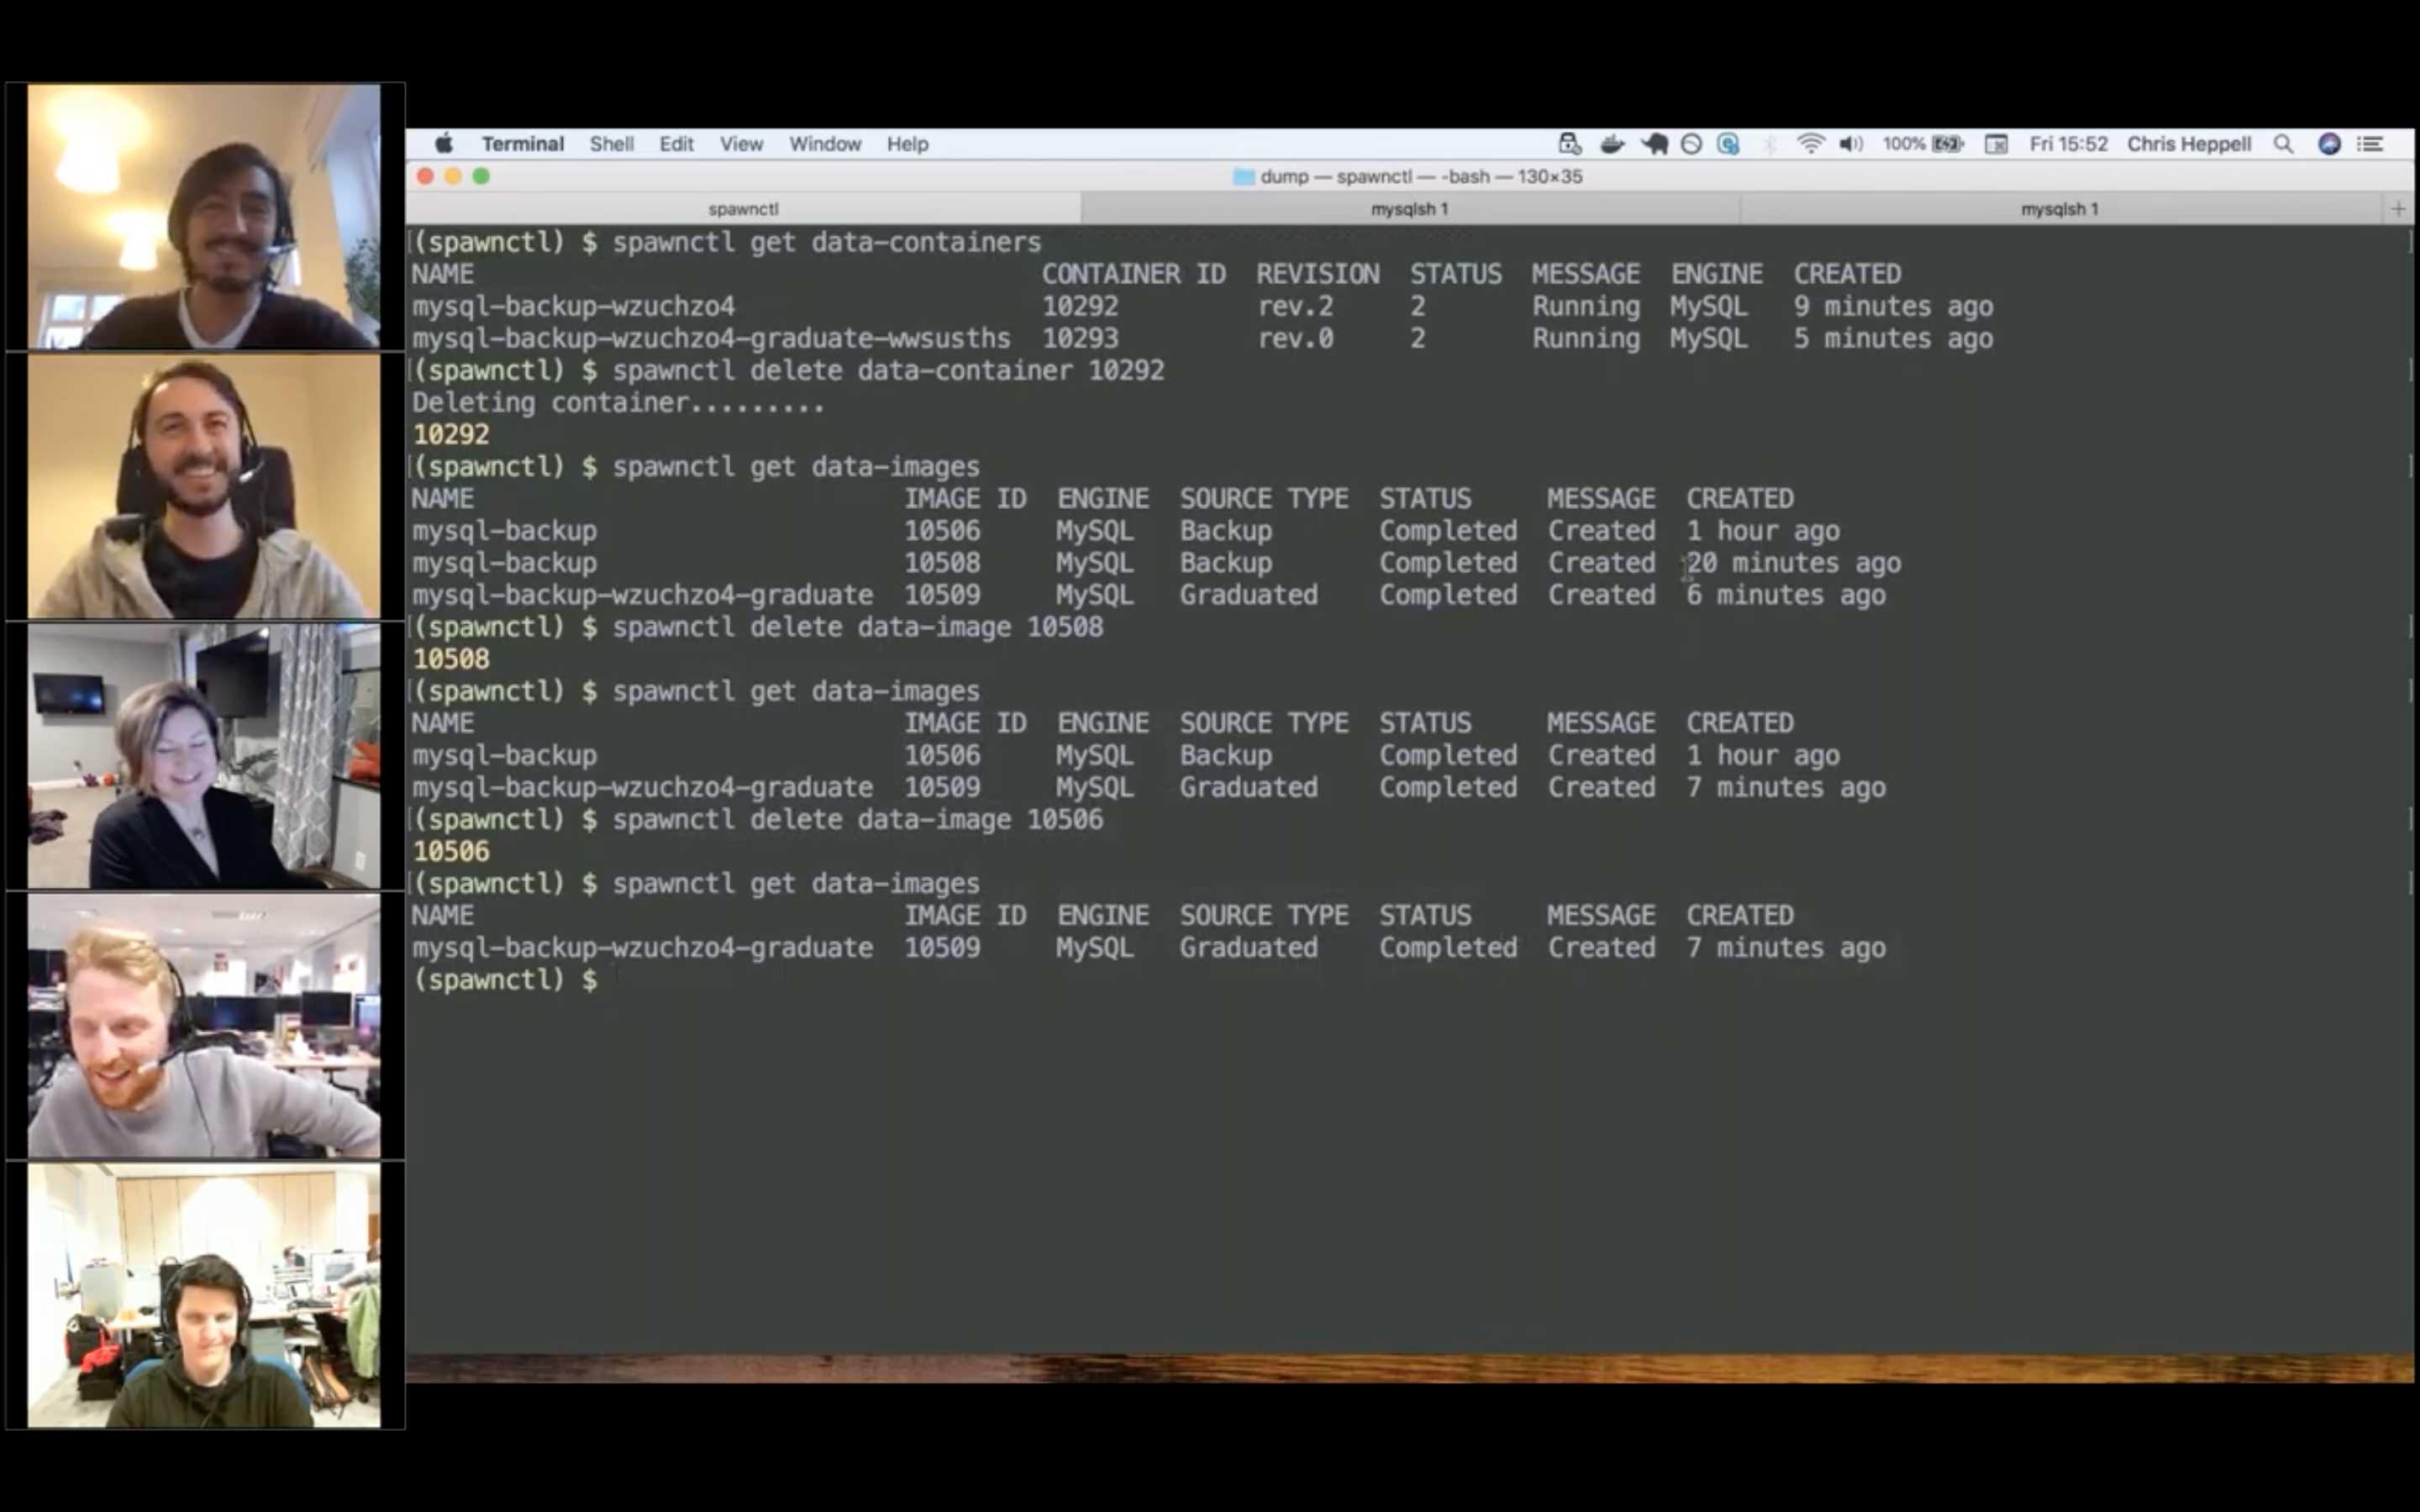 Terminal Shell Edit View Window Help 100% Fri 15:52 Chris Heppell
dump — spawnctl — -bash — 130×35
spawnctl mysqlsh 1 mysqlsh 1 +
(spawnctl) $ spawnctl get data-containers
NAME CONTAINER ID REVISION STATUS MESSAGE ENGINE CREATED
mysql-backup-wzuchzo4 10292 rev.2 2 Running MySQL 9 minutes ago
mysql-backup-wzuchzo4-graduate-wwsusths 10293 rev.0 2 Running MySQL 5 minutes ago
(spawnctl) $ spawnctl delete data-container 10292
Deleting container.........
10292
(spawnctl) $ spawnctl get data-images
NAME IMAGE ID ENGINE SOURCE TYPE STATUS MESSAGE CREATED
mysql-backup 10506 MySQL Backup Completed Created 1 hour ago
mysql-backup 10508 MySQL Backup Completed Created 20 minutes ago
mysql-backup-wzuchzo4-graduate 10509 MySQL Graduated Completed Created 6 minutes ago
(spawnctl) $ spawnctl delete data-image 10508
10508
(spawnctl) $ spawnctl get data-images
NAME IMAGE ID ENGINE SOURCE TYPE STATUS MESSAGE CREATED
mysql-backup 10506 MySQL Backup Completed Created 1 hour ago
mysql-backup-wzuchzo4-graduate 10509 MySQL Graduated Completed Created 7 minutes ago
(spawnctl) $ spawnctl delete data-image 10506
10506
(spawnctl) $ spawnctl get data-images
NAME IMAGE ID ENGINE SOURCE TYPE STATUS MESSAGE CREATED
mysql-backup-wzuchzo4-graduate 10509 MySQL Graduated Completed Created 7 minutes ago
(spawnctl) $